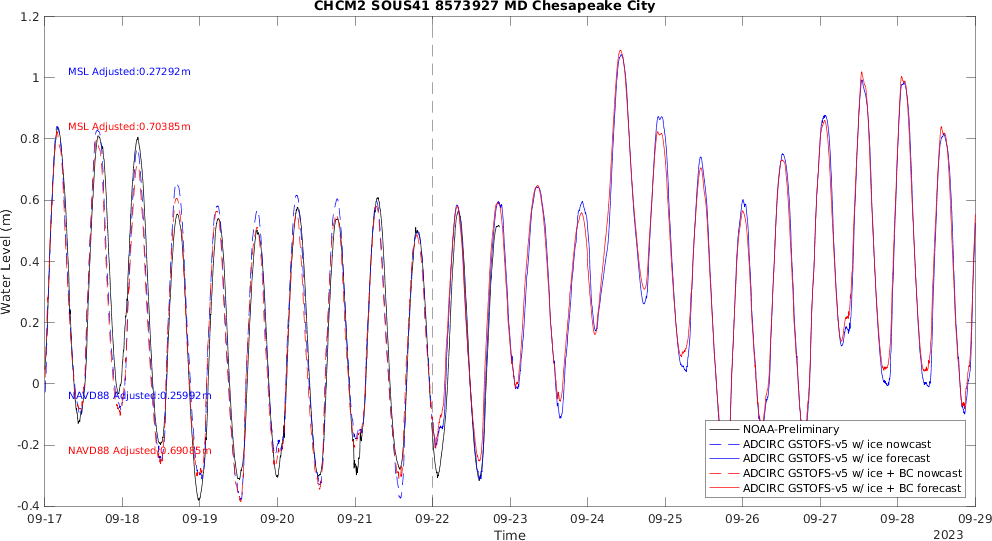 CHCM2 SOUS41 8573927 MD Chesapeake City
1.2
1
0.8
0.6
0.4
0.2
0
-0.2
-0.4
Water Level (m)
MSL Adjusted:0.27292m
MSL Adjusted:0.70385m
NAVD88 Adjusted:0.25992m
NAVD88 Adjusted:0.69085m
NOAA-Preliminary
ADCIRC GSTOFS-v5 w/ ice nowcast
ADCIRC GSTOFS-v5 w/ ice forecast
ADCIRC GSTOFS-v5 w/ ice + BC nowcast
ADCIRC GSTOFS-v5 w/ ice + BC forecast
09-17 09-18 09-19 09-20 09-21 09-22 09-23 09-24 09-25 09-26 09-27 09-28 09-29
Time
2023